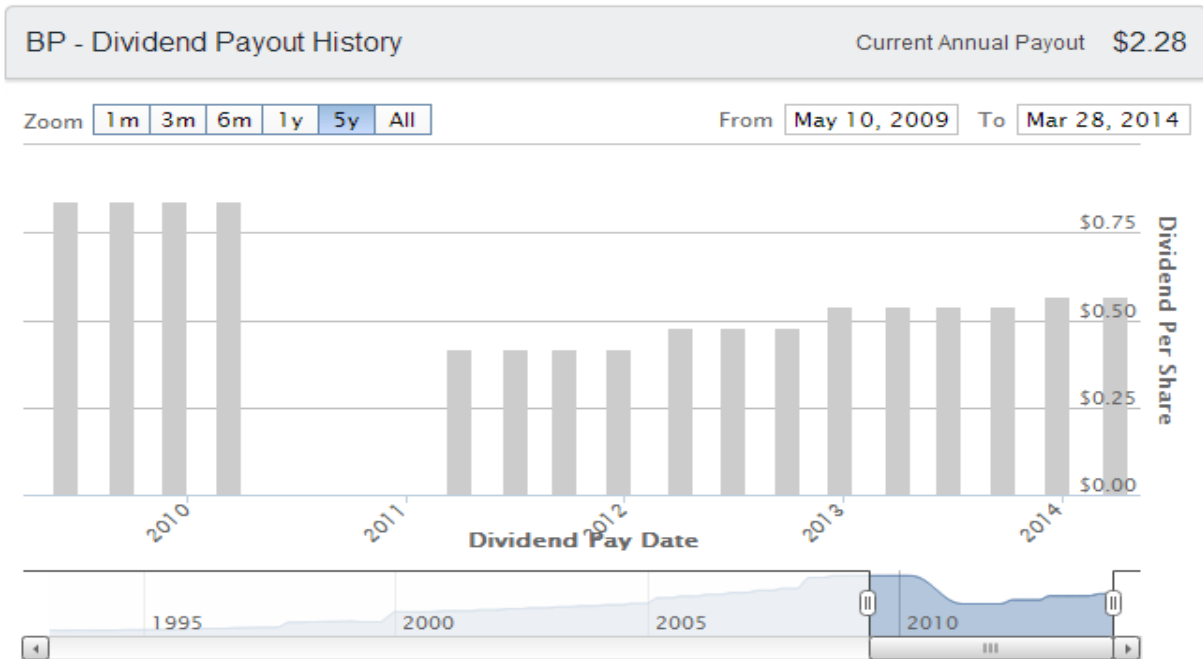 BP - Dividend Payout History Current Annual Payout $2.28
Zoom 1m 3m 6m 1y 5y All From May 10, 2009 To Mar 28, 2014
$0.75
$0.50
$0.25
$0.00
Dividend Per Share
2010 2011 2012 2013 2014
Dividend Pay Date
1995 2000 2005 2010